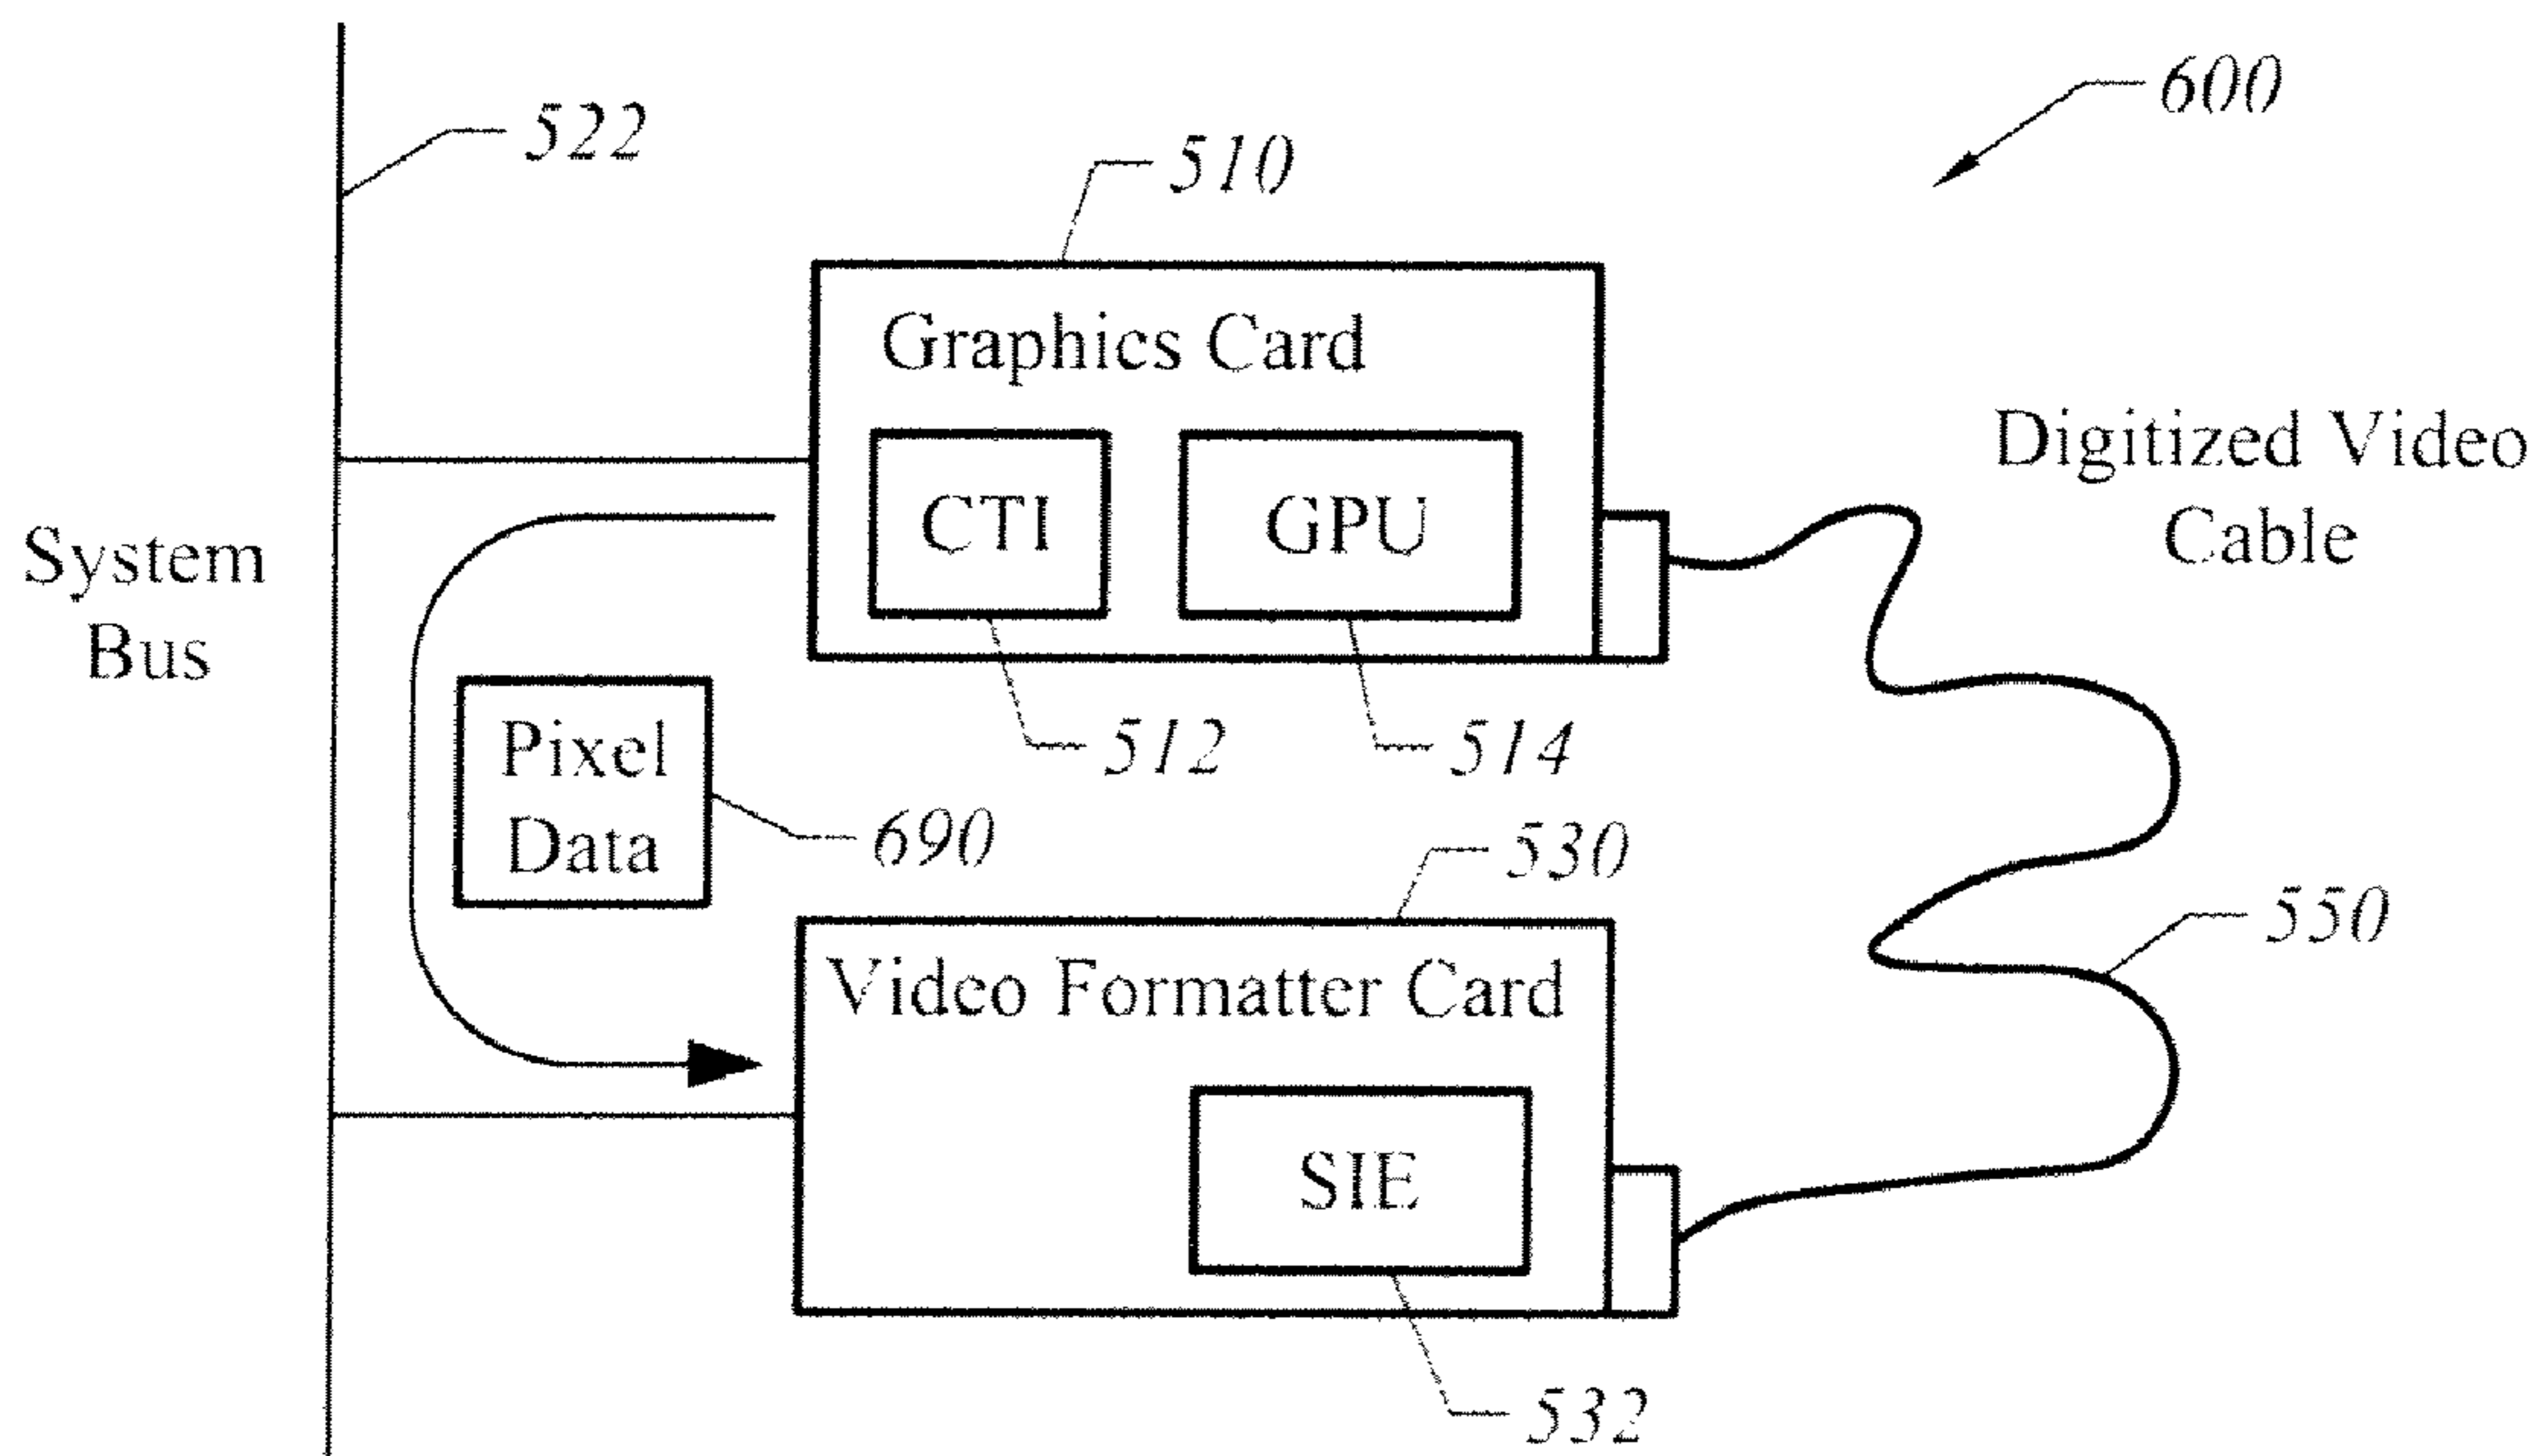 600
522
510
Graphics Card
Digitized Video
Cable
CTI
GPU
System
Bus
512
514
Pixel
Data
690
530
550
Video Formatter Card
SIE
532